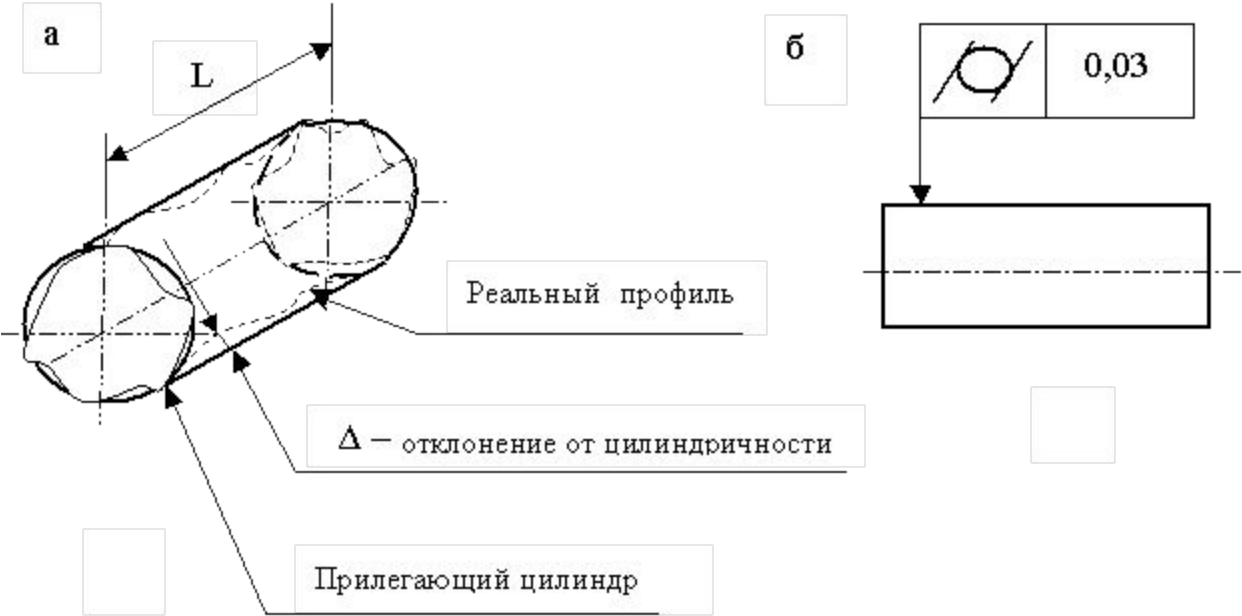 а
L
б
0,03
Реальный профиль
Δ – отклонение от цилиндричности
Прилегающий цилиндр